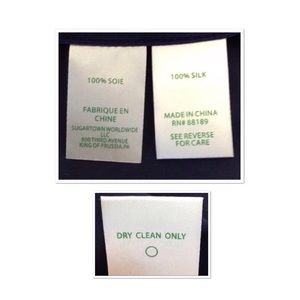 100% SOIE
FABRIQUE EN
CHINE
SUGARTOWN WORLDWIDE
LLC
800 THIRD AVENUE
KING OF PRUSSIA, PA
100% SILK
MADE IN CHINA
RN# 88189
SEE REVERSE
FOR CARE
DRY CLEAN ONLY